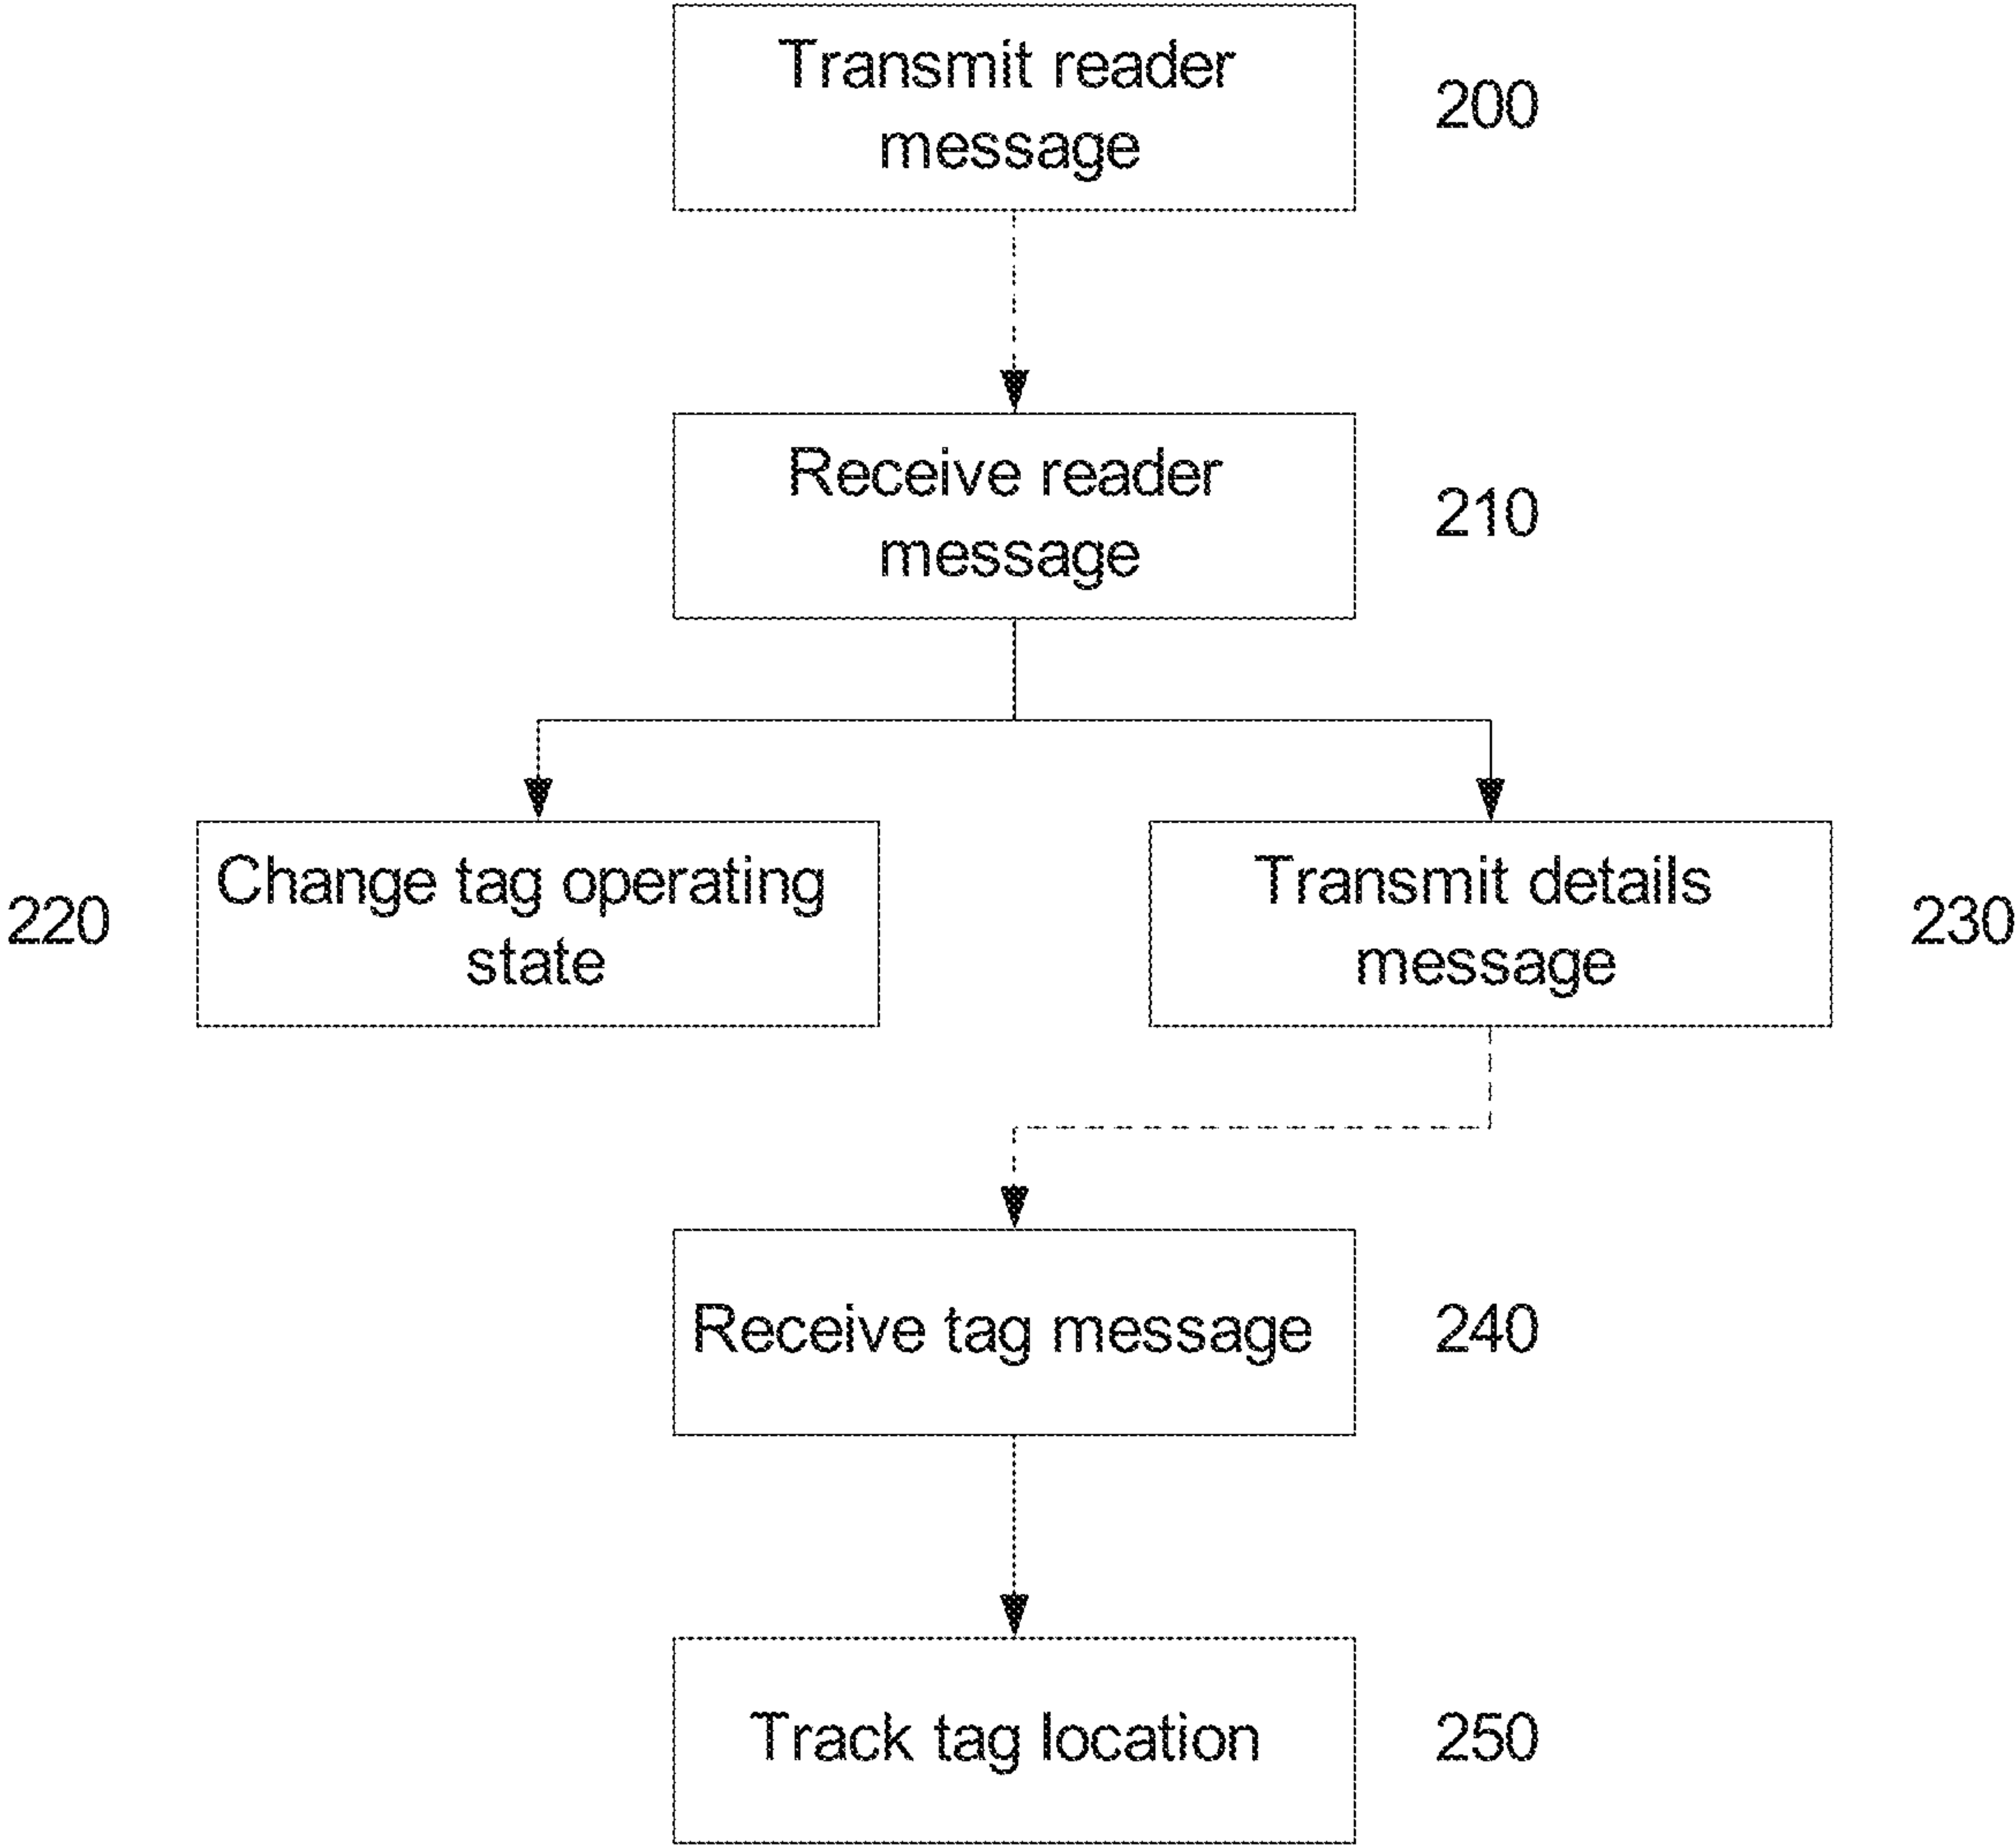 Transmit reader
message
200
Receive reader
message
210
220
Change tag operating
state
Transmit details
message
230
Receive tag message
240
Track tag location
250